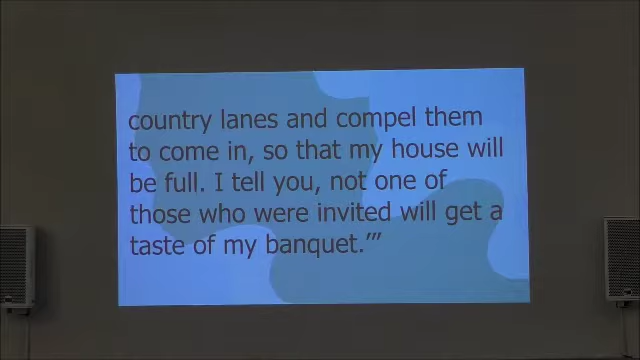 country lanes and compel them
to come in, so that my house will
be full. I tell you, not one of
those who were invited will get a
taste of my banquet.’”